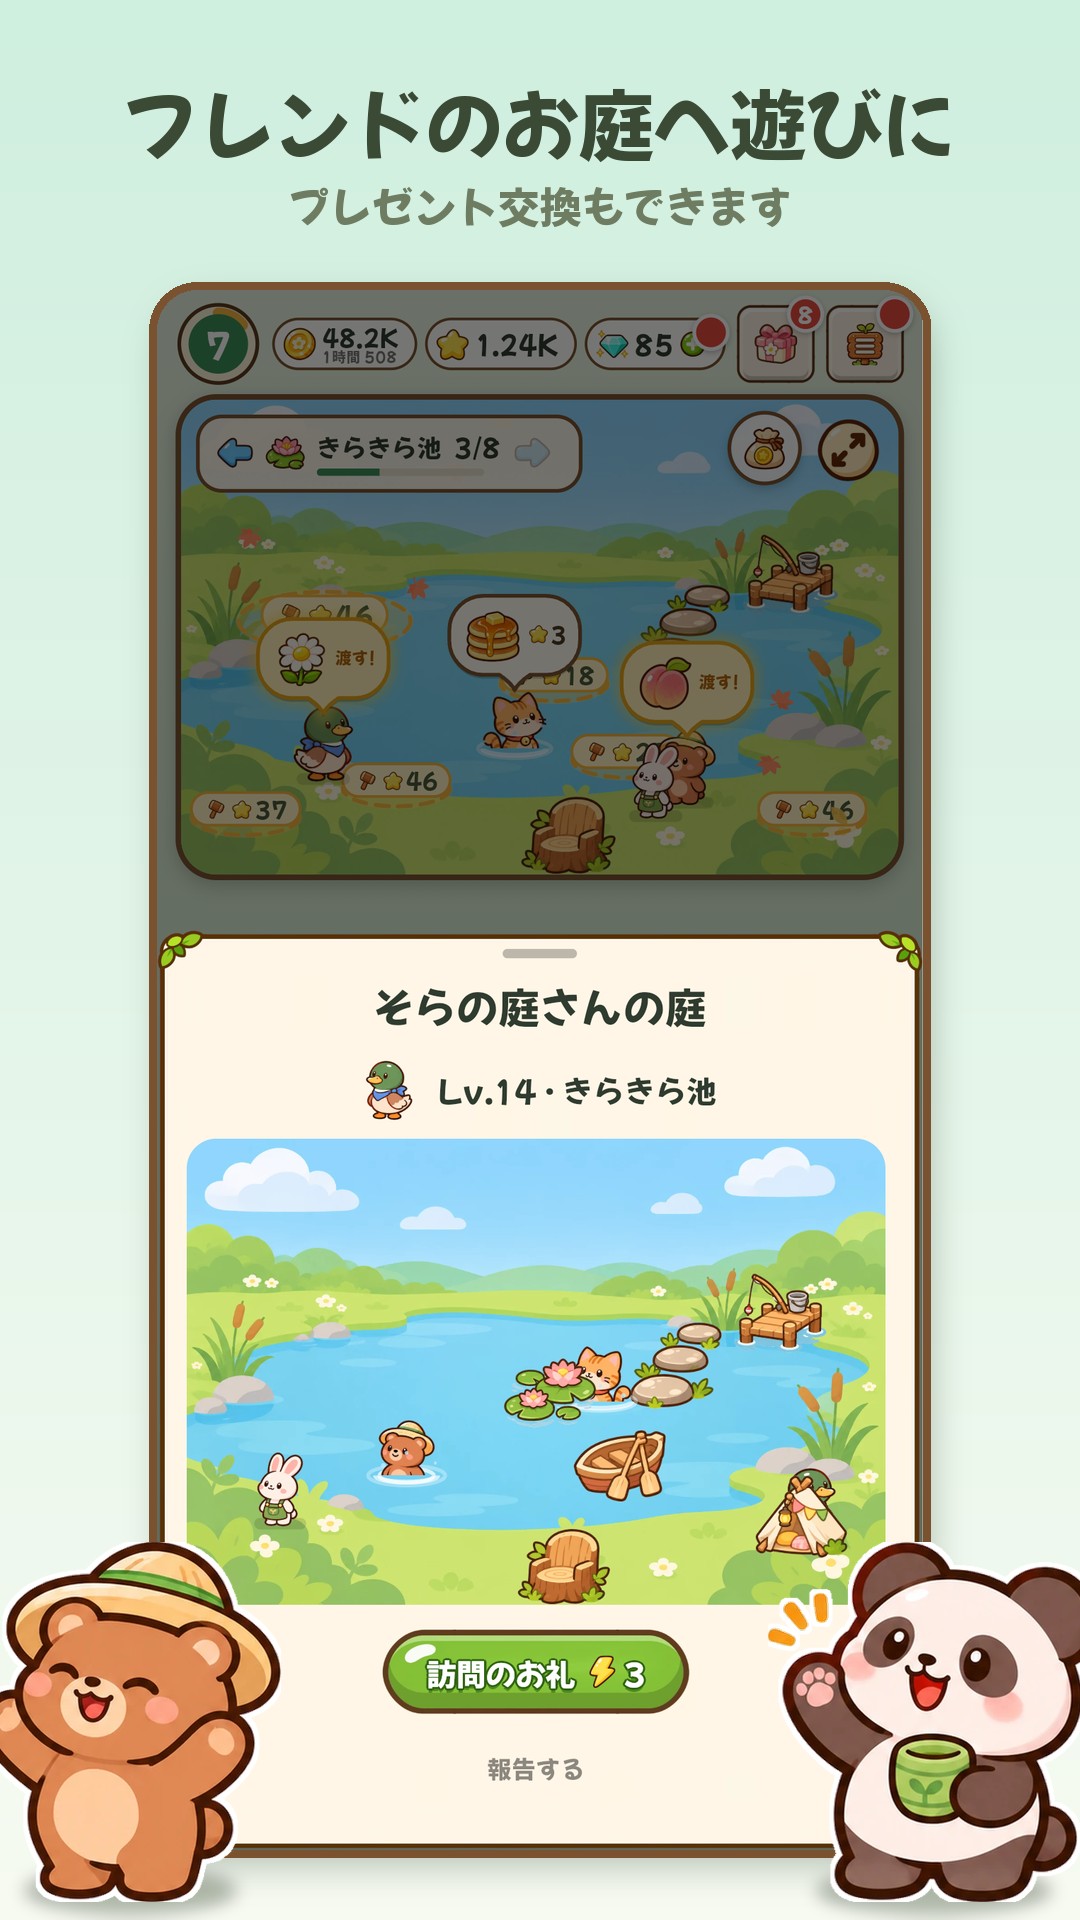 フレンドのお庭へ遊びに
プレゼント交換もできます
7
48.2K
1時間 508
1.24K
85
8
きらきら池 3/8
46
渡す!
3
18
渡す!
46
37
46
そらの庭さんの庭
Lv.14・きらきら池
訪問のお礼 3
報告する